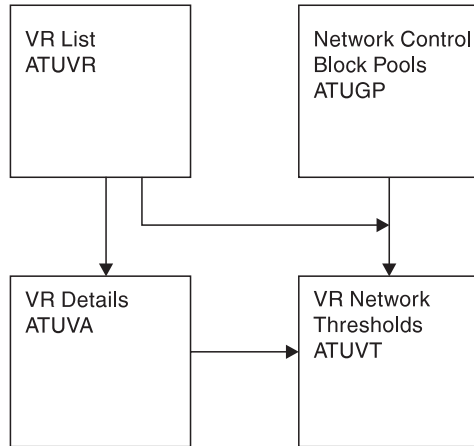 VR List
ATUVR
Network Control
Block Pools
ATUGP
VR Details
ATUVA
VR Network
Thresholds
ATUVT